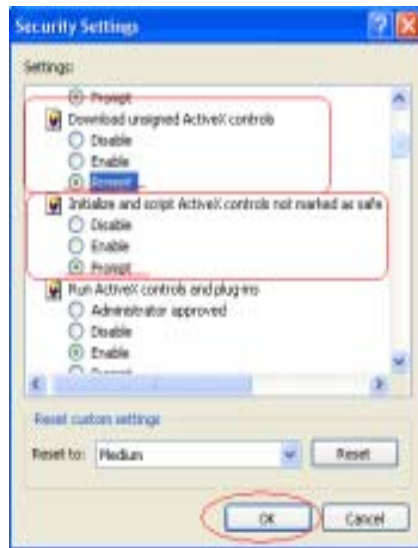 Security Settings
Settings:
Prompt
Download unsigned ActiveX controls
Disable
Enable
Prompt
Initialize and script ActiveX controls not marked as safe
Disable
Enable
Prompt
Run ActiveX controls and plug-ins
Administrator approved
Disable
Enable
Reset custom settings
Reset to: Medium Reset
OK Cancel